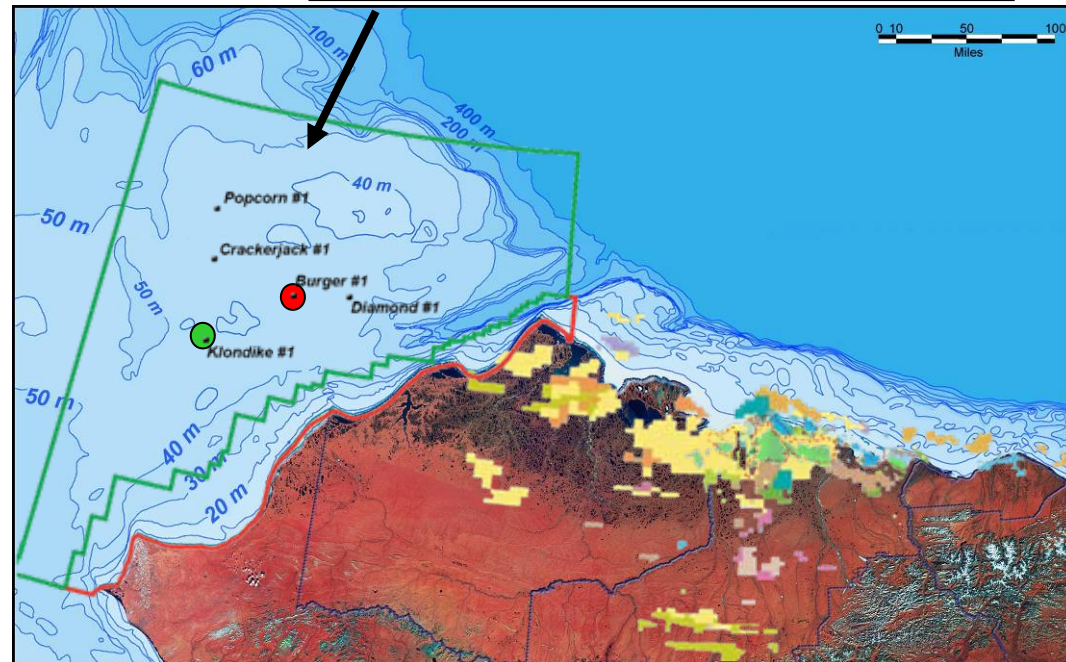 0 10 50 100
Miles
100 m
60 m
400 m
200 m
40 m
Popcorn #1
50 m
Crackerjack #1
50 m
Burger #1
Diamond #1
Klondike #1
50 m
40 m
30 m
20 m